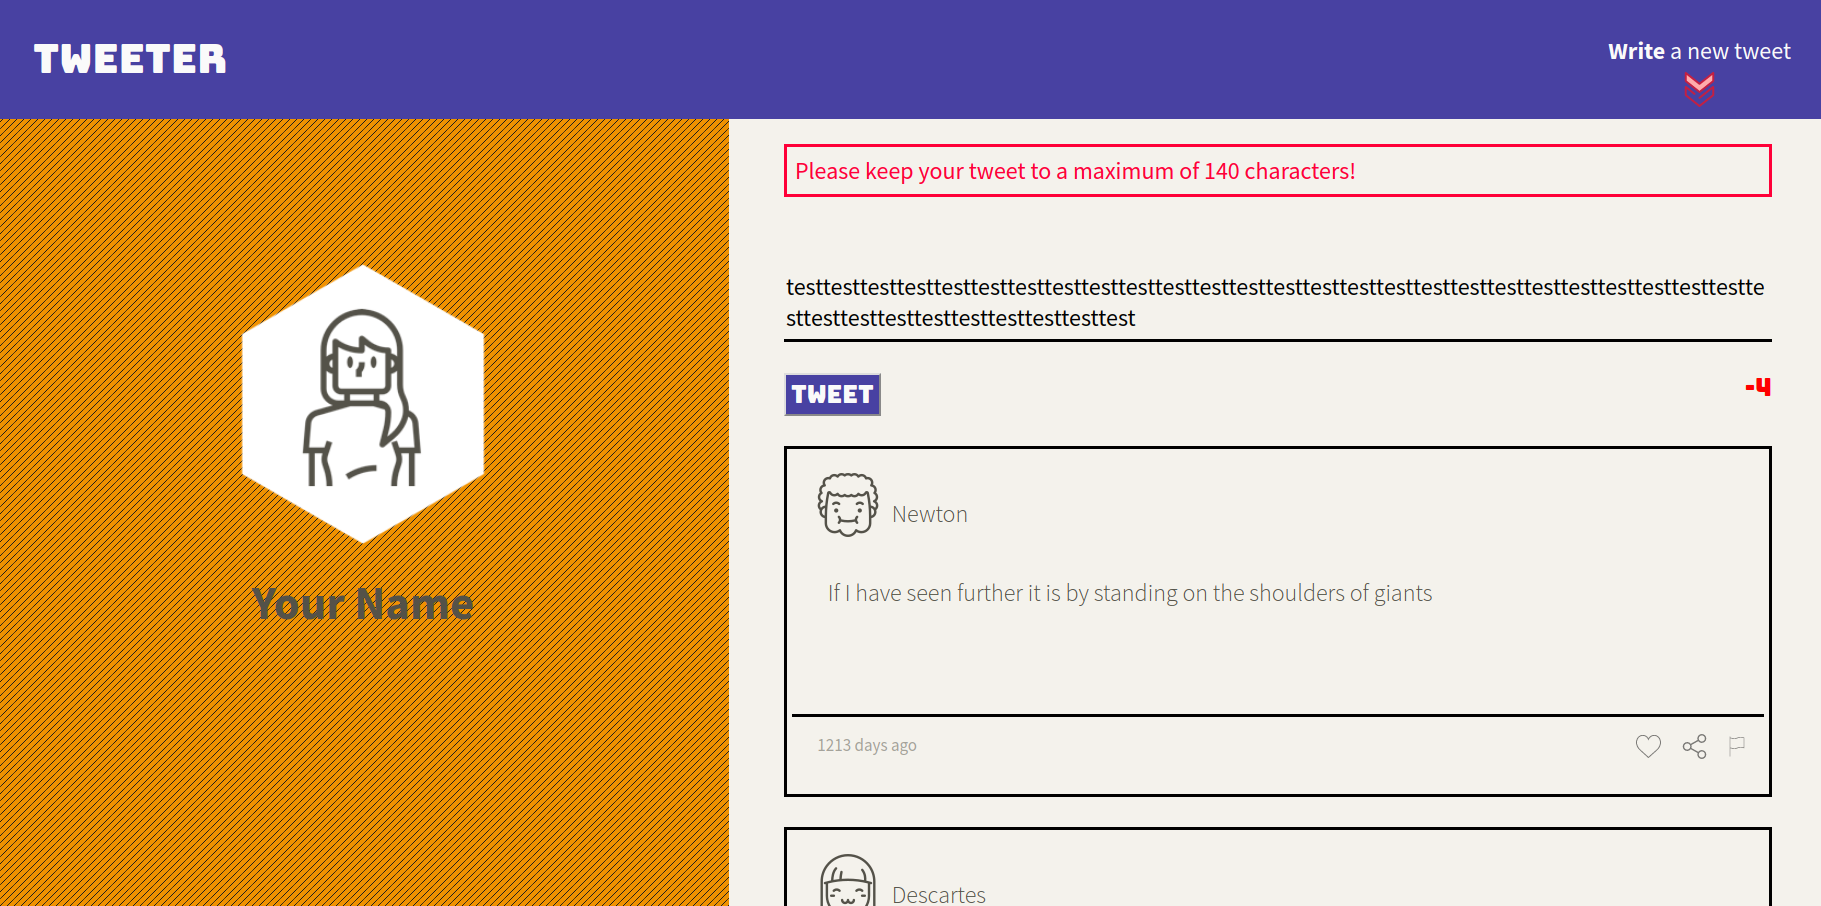 TWEETER
Write a new tweet
Please keep your tweet to a maximum of 140 characters!
testtesttesttesttesttesttesttesttesttesttesttesttesttesttesttesttesttesttesttesttesttesttesttesttesttestte
sttesttesttesttesttesttesttesttesttest
TWEET
-4
Your Name
Newton
If I have seen further it is by standing on the shoulders of giants
1213 days ago
Descartes